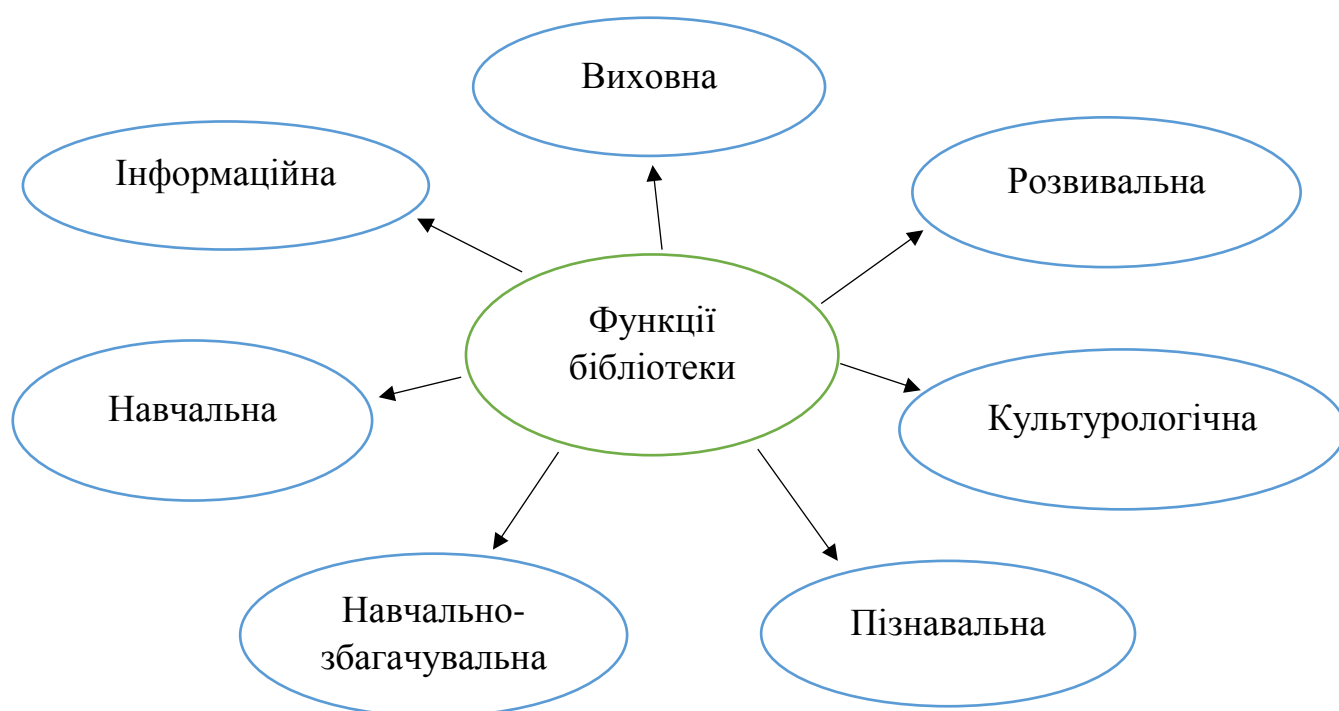 Виховна
Інформаційна
Розвивальна
Функції
бібліотеки
Навчальна
Культурологічна
Навчально-
збагачувальна
Пізнавальна